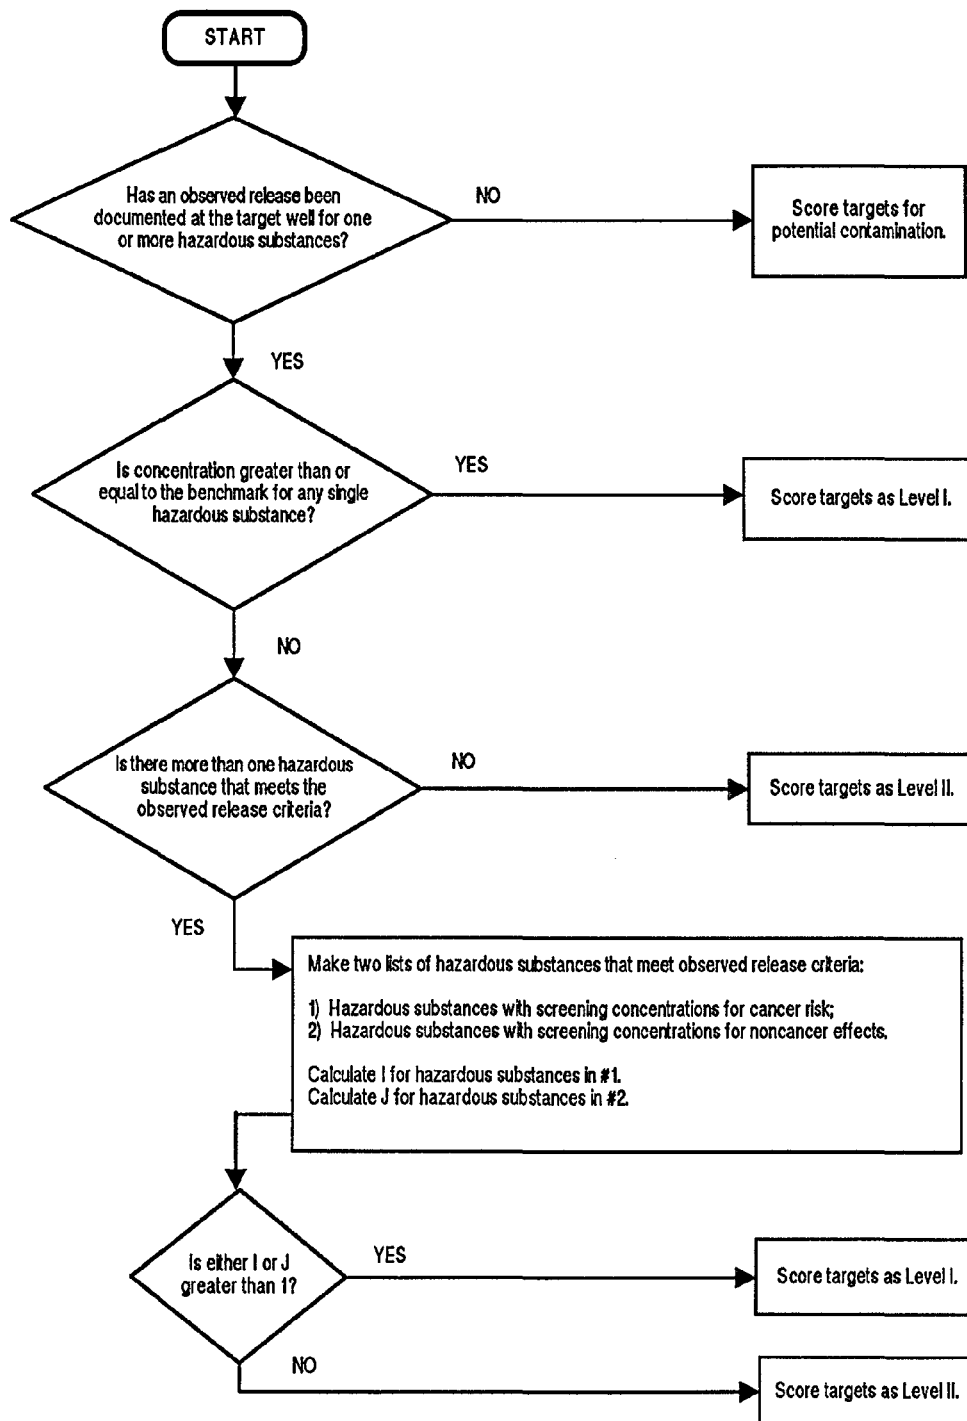 START
Has an observed release been
documented at the target well for one
or more hazardous substances?
NO
Score targets for
potential contamination.
YES
Is concentration greater than or
equal to the benchmark for any single
hazardous substance?
YES
Score targets as Level I.
NO
Is there more than one hazardous
substance that meets the
observed release criteria?
NO
Score targets as Level II.
YES
Make two lists of hazardous substances that meet observed release criteria:
1) Hazardous substances with screening concentrations for cancer risk;
2) Hazardous substances with screening concentrations for noncancer effects.
Calculate I for hazardous substances in #1.
Calculate J for hazardous substances in #2.
Is either I or J
greater than 1?
YES
Score targets as Level I.
NO
Score targets as Level II.